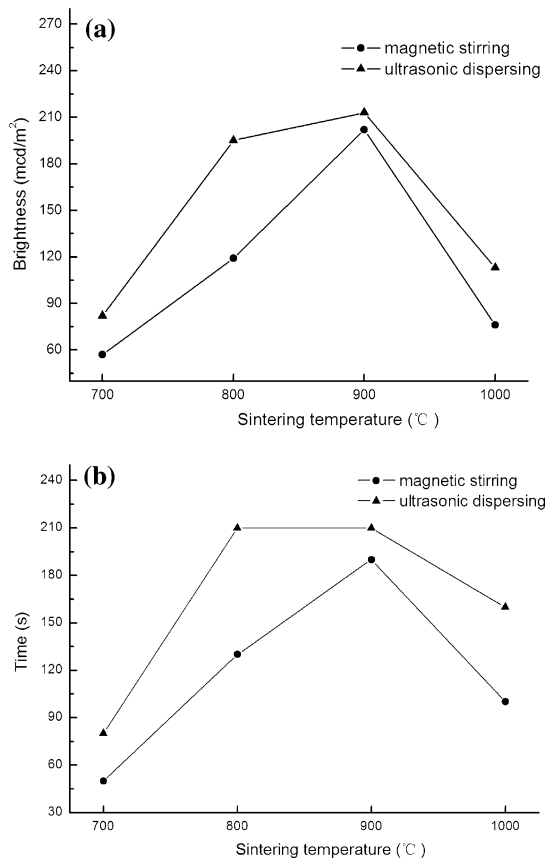 (a)
magnetic stirring
ultrasonic dispersing
270
240
210
180
150
120
90
60
Brightness (mcd/m²)
700
800
900
1000
Sintering temperature (℃ )
(b)
magnetic stirring
ultrasonic dispersing
240
210
180
150
120
90
60
30
Time (s)
700
800
900
1000
Sintering temperature (℃ )